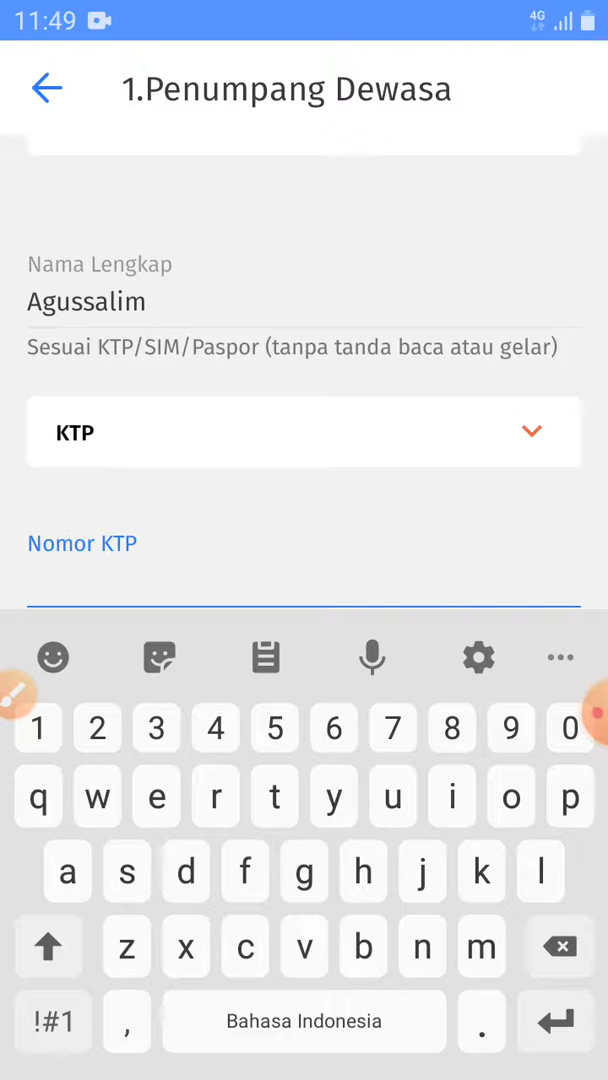 11:49 4G
1.Penumpang Dewasa
Nama Lengkap
Agussalim
Sesuai KTP/SIM/Paspor (tanpa tanda baca atau gelar)
KTP
Nomor KTP
1 2 3 4 5 6 7 8 9 0
q w e r t y u i o p
a s d f g h j k l
z x c v b n m
!#1 , Bahasa Indonesia .